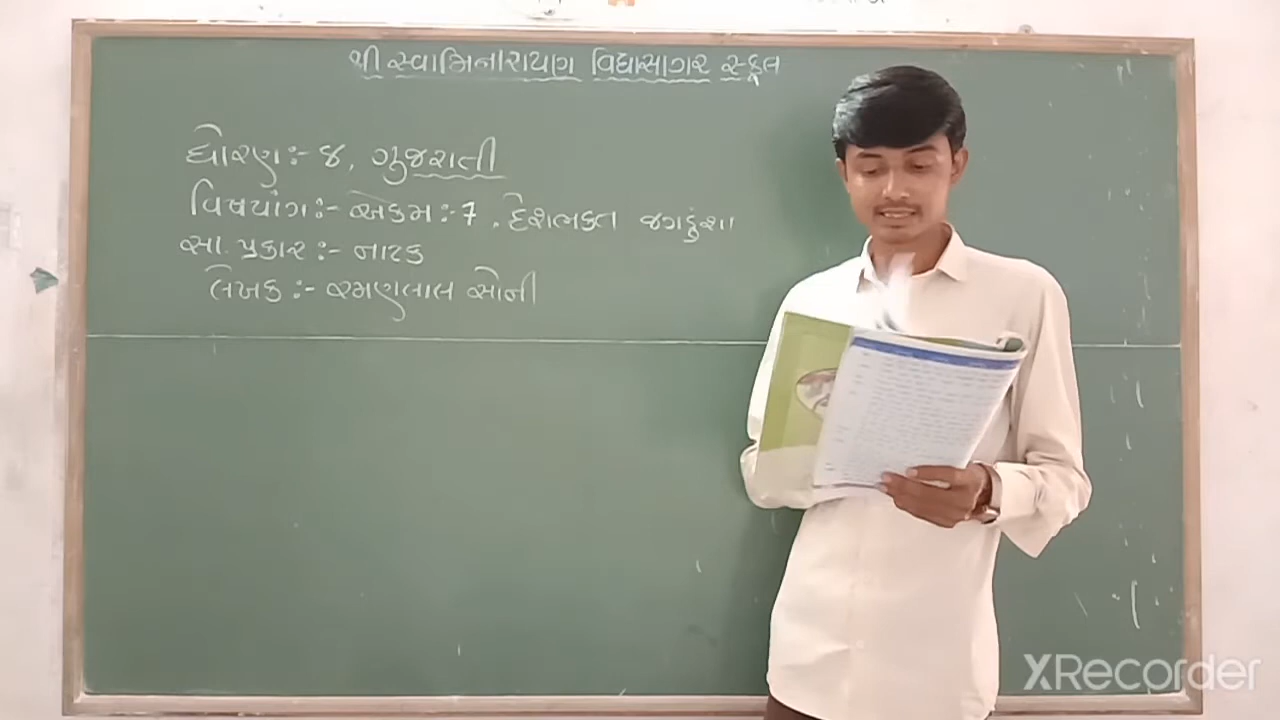 શ્રી સ્વામિનારાયણ વિદ્યાસાગર સ્કૂલ
ધોરણ :- ૪, ગુજરાતી
વિષયાંગ :- એકમ :- 7. દેશભક્ત જગડુશા
સા. પ્રકાર :- નાટક
લેખક :- રમણલાલ સોની
XRecorder